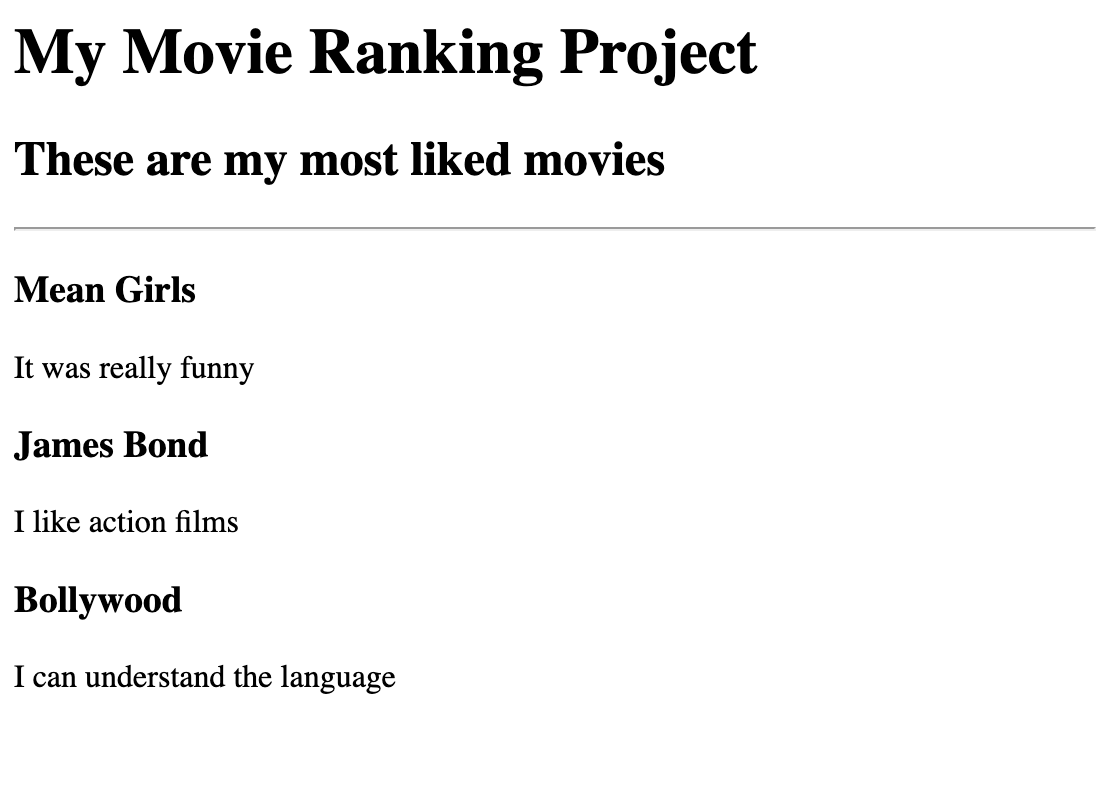 My Movie Ranking Project
These are my most liked movies
Mean Girls
It was really funny
James Bond
I like action films
Bollywood
I can understand the language